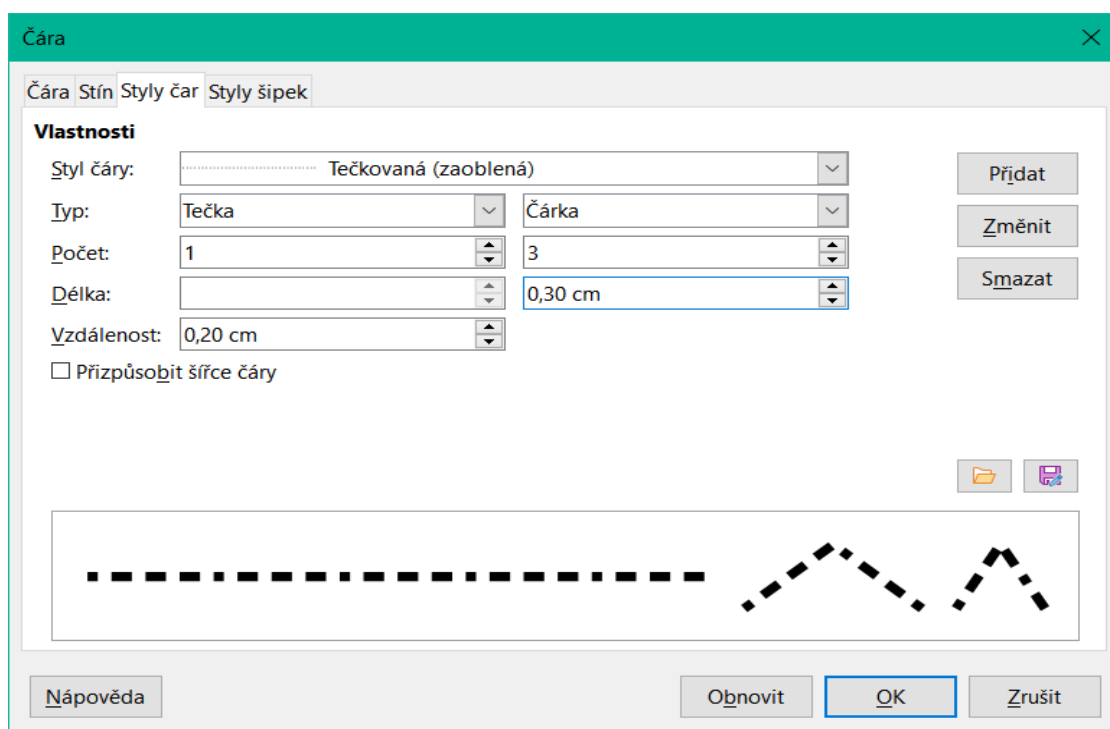 Čára
Čára Stín Styly čar Styly šipek
Vlastnosti
Styl čáry: Tečkovaná (zaoblená) Přidat
Typ: Tečka Čárka
Změnit
Počet: 1 3
Smazat
Délka: 0,30 cm
Vzdálenost: 0,20 cm
Přizpůsobit šířce čáry
Nápověda Obnovit OK Zrušit